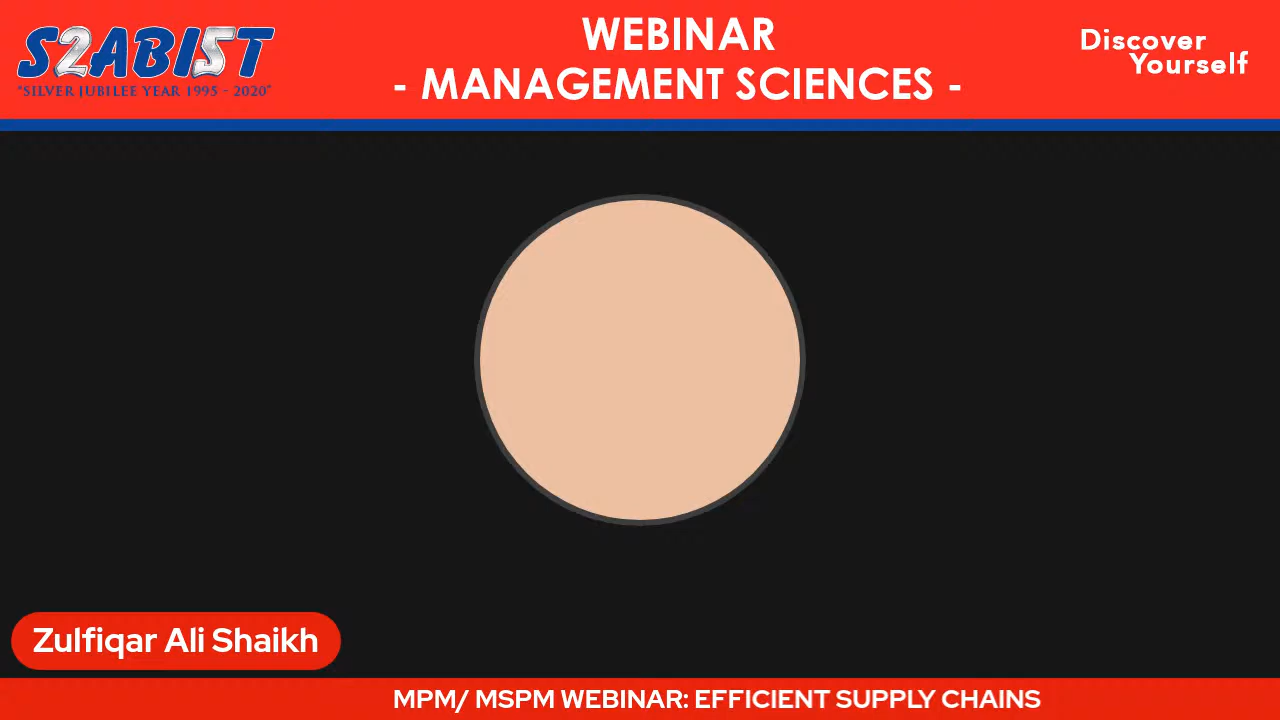 SZABIST
"SILVER JUBILEE YEAR 1995 - 2020"
WEBINAR
- MANAGEMENT SCIENCES -
Discover
Yourself
Zulfiqar Ali Shaikh
MPM/ MSPM WEBINAR: EFFICIENT SUPPLY CHAINS